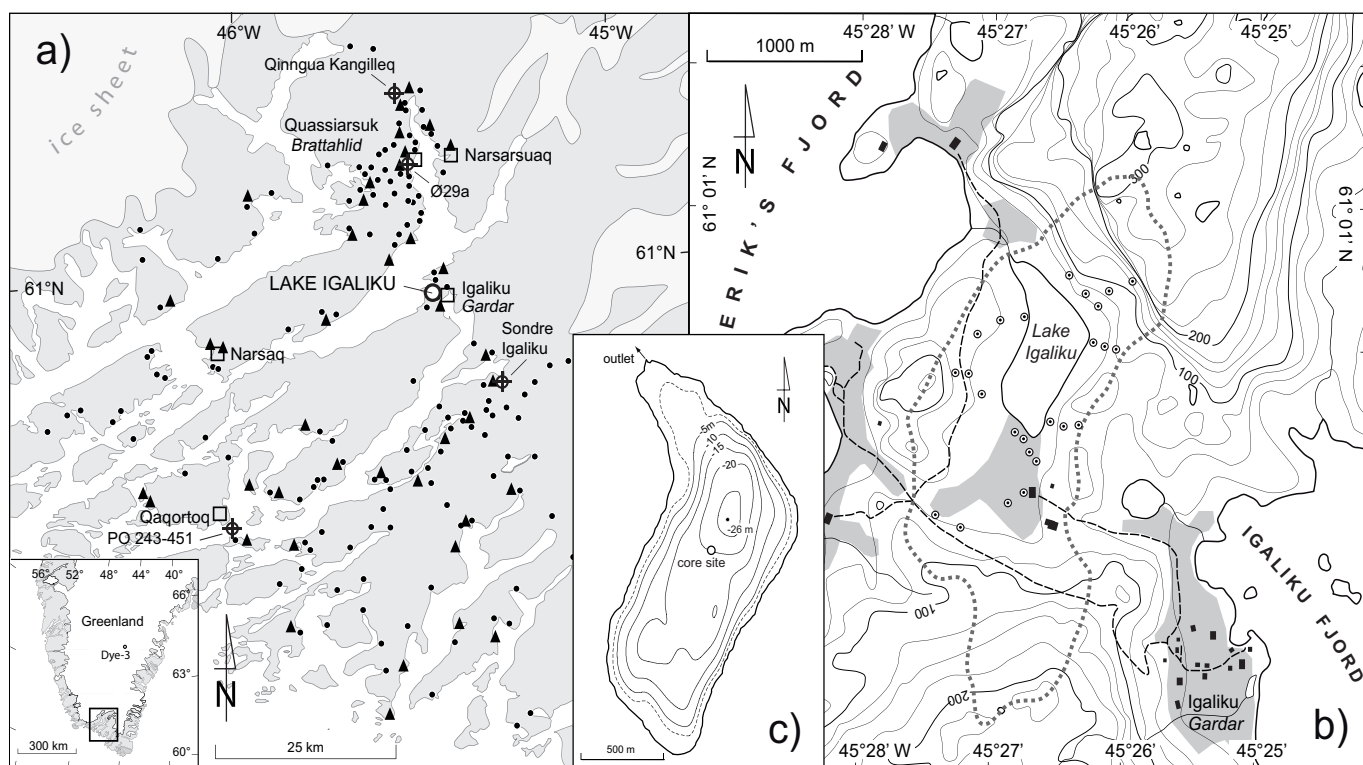 a)
46°W
45°W
ice sheet
Qinngua Kangilleq
Quassiarsuk
Brattahlid
Narsarsuaq
Ø29a
61°N
61°N
LAKE IGALIKU
Igaliku
Gardar
Sondre
Igaliku
Narsaq
Qaqortoq
PO 243-451
N
25 km
56°
52°
48°
44°
40°
66°
Greenland
Dye-3
63°
300 km
60°
outlet
N
-5m
-10
-15
-20
-26 m
core site
500 m
c)
1000 m
45°28' W
45°27'
45°26'
45°25'
N
61° 01' N
61° 01' N
ERIK'S FJORD
300
Lake
Igaliku
200
100
100
200
IGALIKU FJORD
Igaliku
Gardar
45°28' W
45°27'
45°26'
45°25'
b)